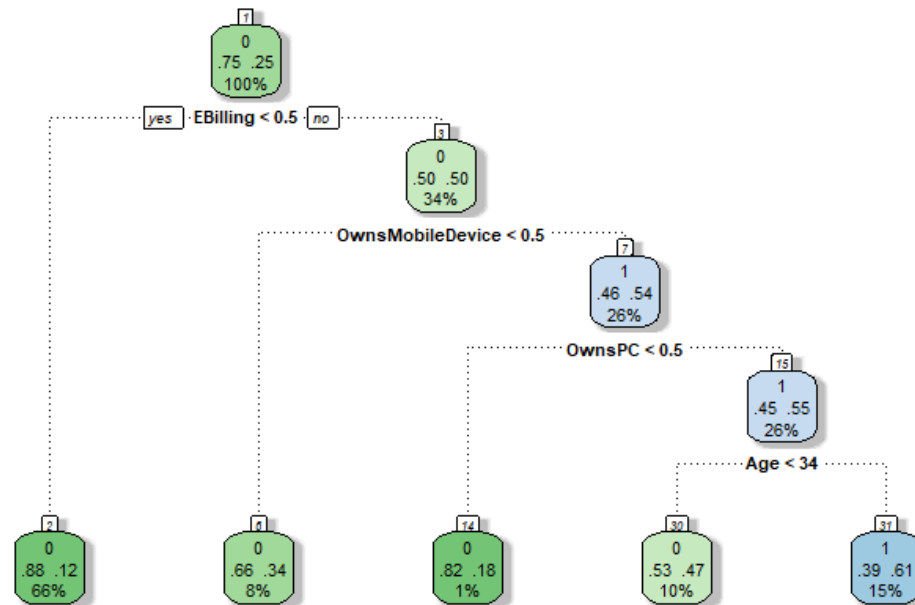 1
0
.75 .25
100%
yes EBilling < 0.5 no
3
0
.50 .50
34%
OwnsMobileDevice < 0.5
7
1
.46 .54
26%
OwnsPC < 0.5
15
1
.45 .55
26%
Age < 34
2 6 14 30 31
0 0 0 0 1
.88 .12 .66 .34 .82 .18 .53 .47 .39 .61
66% 8% 1% 10% 15%